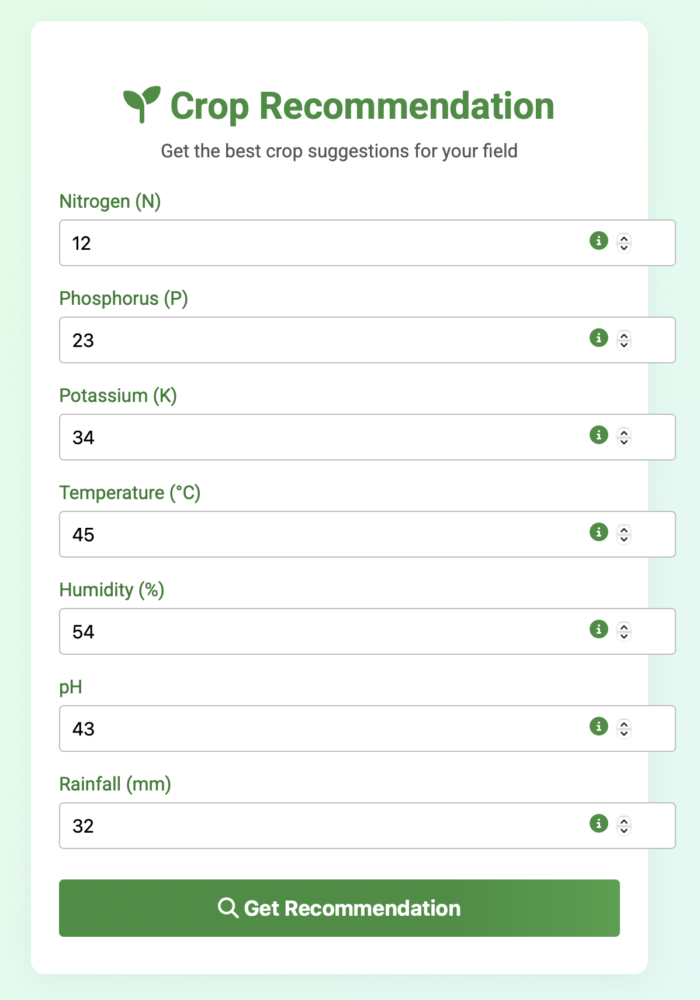 Crop Recommendation
Get the best crop suggestions for your field
Nitrogen (N)
12
Phosphorus (P)
23
Potassium (K)
34
Temperature (°C)
45
Humidity (%)
54
pH
43
Rainfall (mm)
32
Get Recommendation